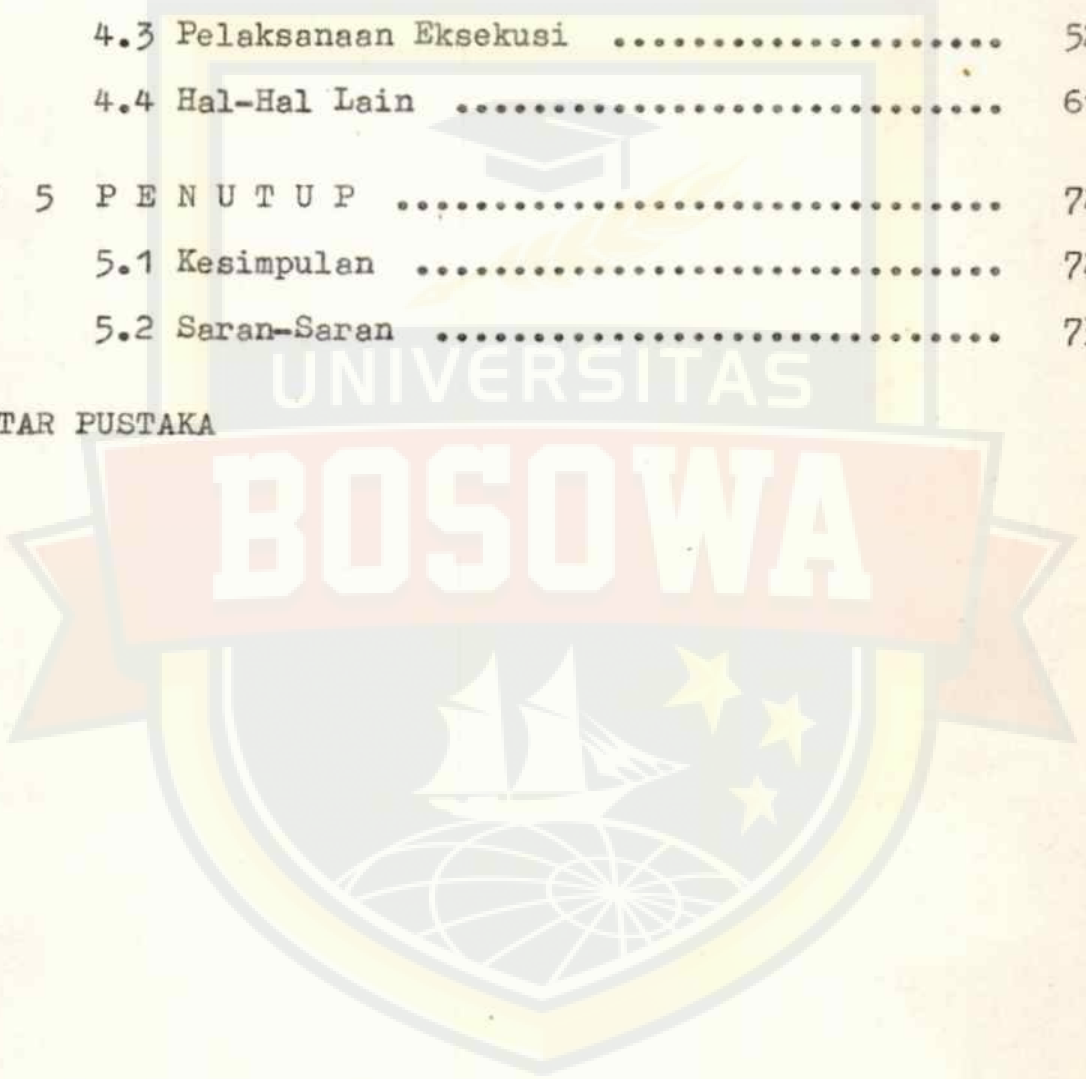 4.3 Pelaksanaan Eksekusi ....................
4.4 Hal-Hal Lain ............................
5 P E N U T U P ...............................
5.1 Kesimpulan ..............................
5.2 Saran-Saran .............................
UNIVERSITAS
TAR PUSTAKA
BOSOWA